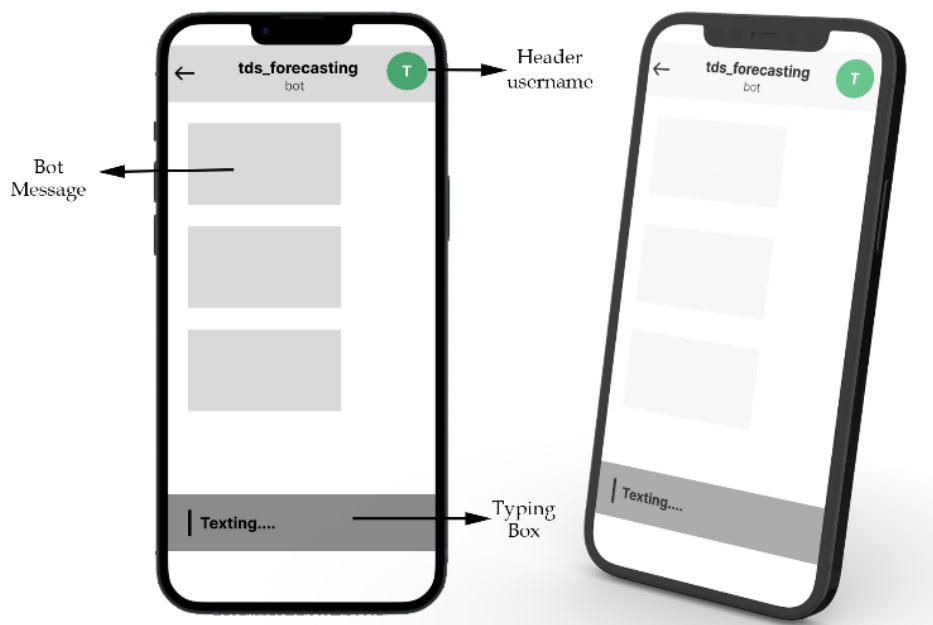 tds_forecasting
bot
T
Header
username
Bot
Message
Texting....
Typing
Box
tds_forecasting
bot
T
Texting....